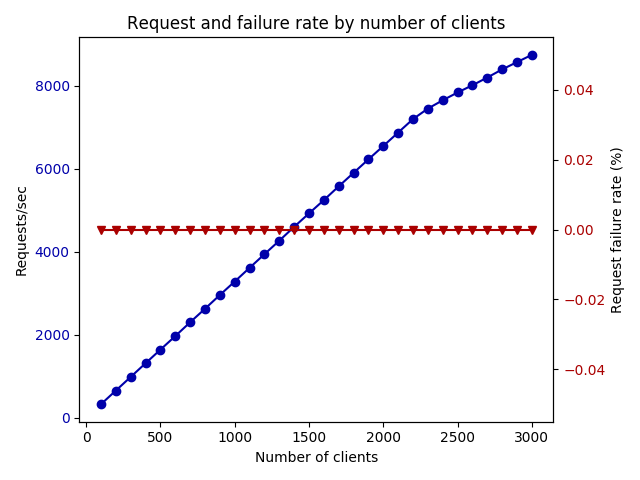 Request and failure rate by number of clients
8000
6000
4000
2000
0
Requests/sec
0.04
0.02
0.00
−0.02
−0.04
Request failure rate (%)
0 500 1000 1500 2000 2500 3000
Number of clients